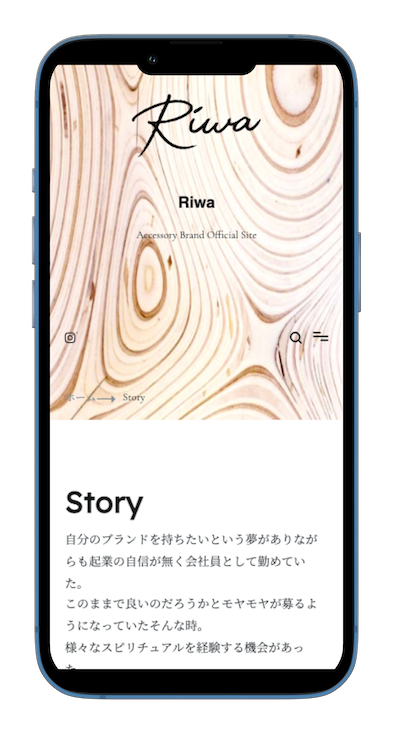 Riwa
Riwa
Accessory Brand Official Site
ホーム Story
Story
自分のブランドを持ちたいという夢がありなが
らも起業の自信が無く会社員として勤めてい
た。
このままで良いのだろうかとモヤモヤが募るよ
うになっていたそんな時。
様々なスピリチュアルを経験する機会があっ
た